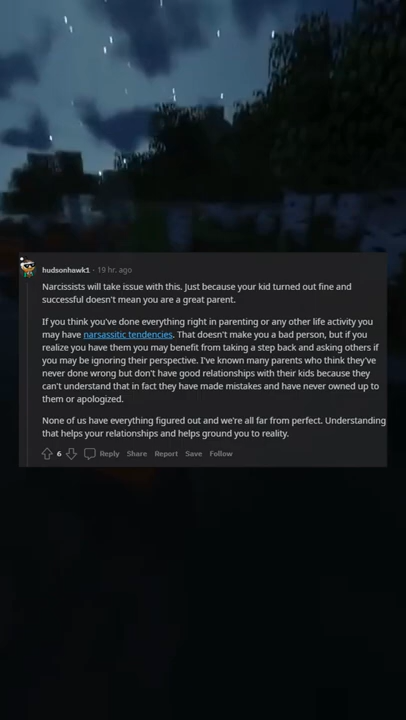 hudsonhawk1 · 19 hr. ago
Narcissists will take issue with this. Just because your kid turned out fine and
successful doesn't mean you are a great parent.
If you think you've done everything right in parenting or any other life activity you
may have narsassitic tendencies. That doesn't make you a bad person, but if you
realize you have them you may benefit from taking a step back and asking others if
you may be ignoring their perspective. I've known many parents who think they've
never done wrong but don't have good relationships with their kids because they
can't understand that in fact they have made mistakes and have never owned up to
them or apologized.
None of us have everything figured out and we're all far from perfect. Understanding
that helps your relationships and helps ground you to reality.
6 Reply Share Report Save Follow